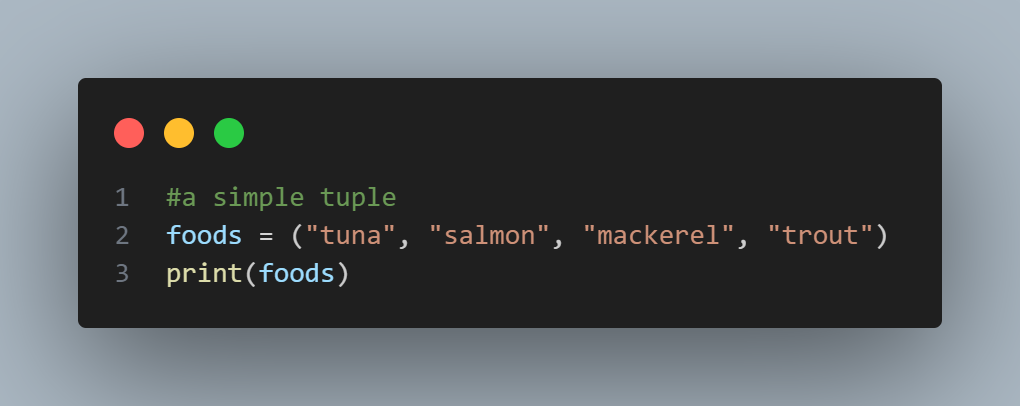 1 #a simple tuple
2 foods = ("tuna", "salmon", "mackerel", "trout")
3 print(foods)